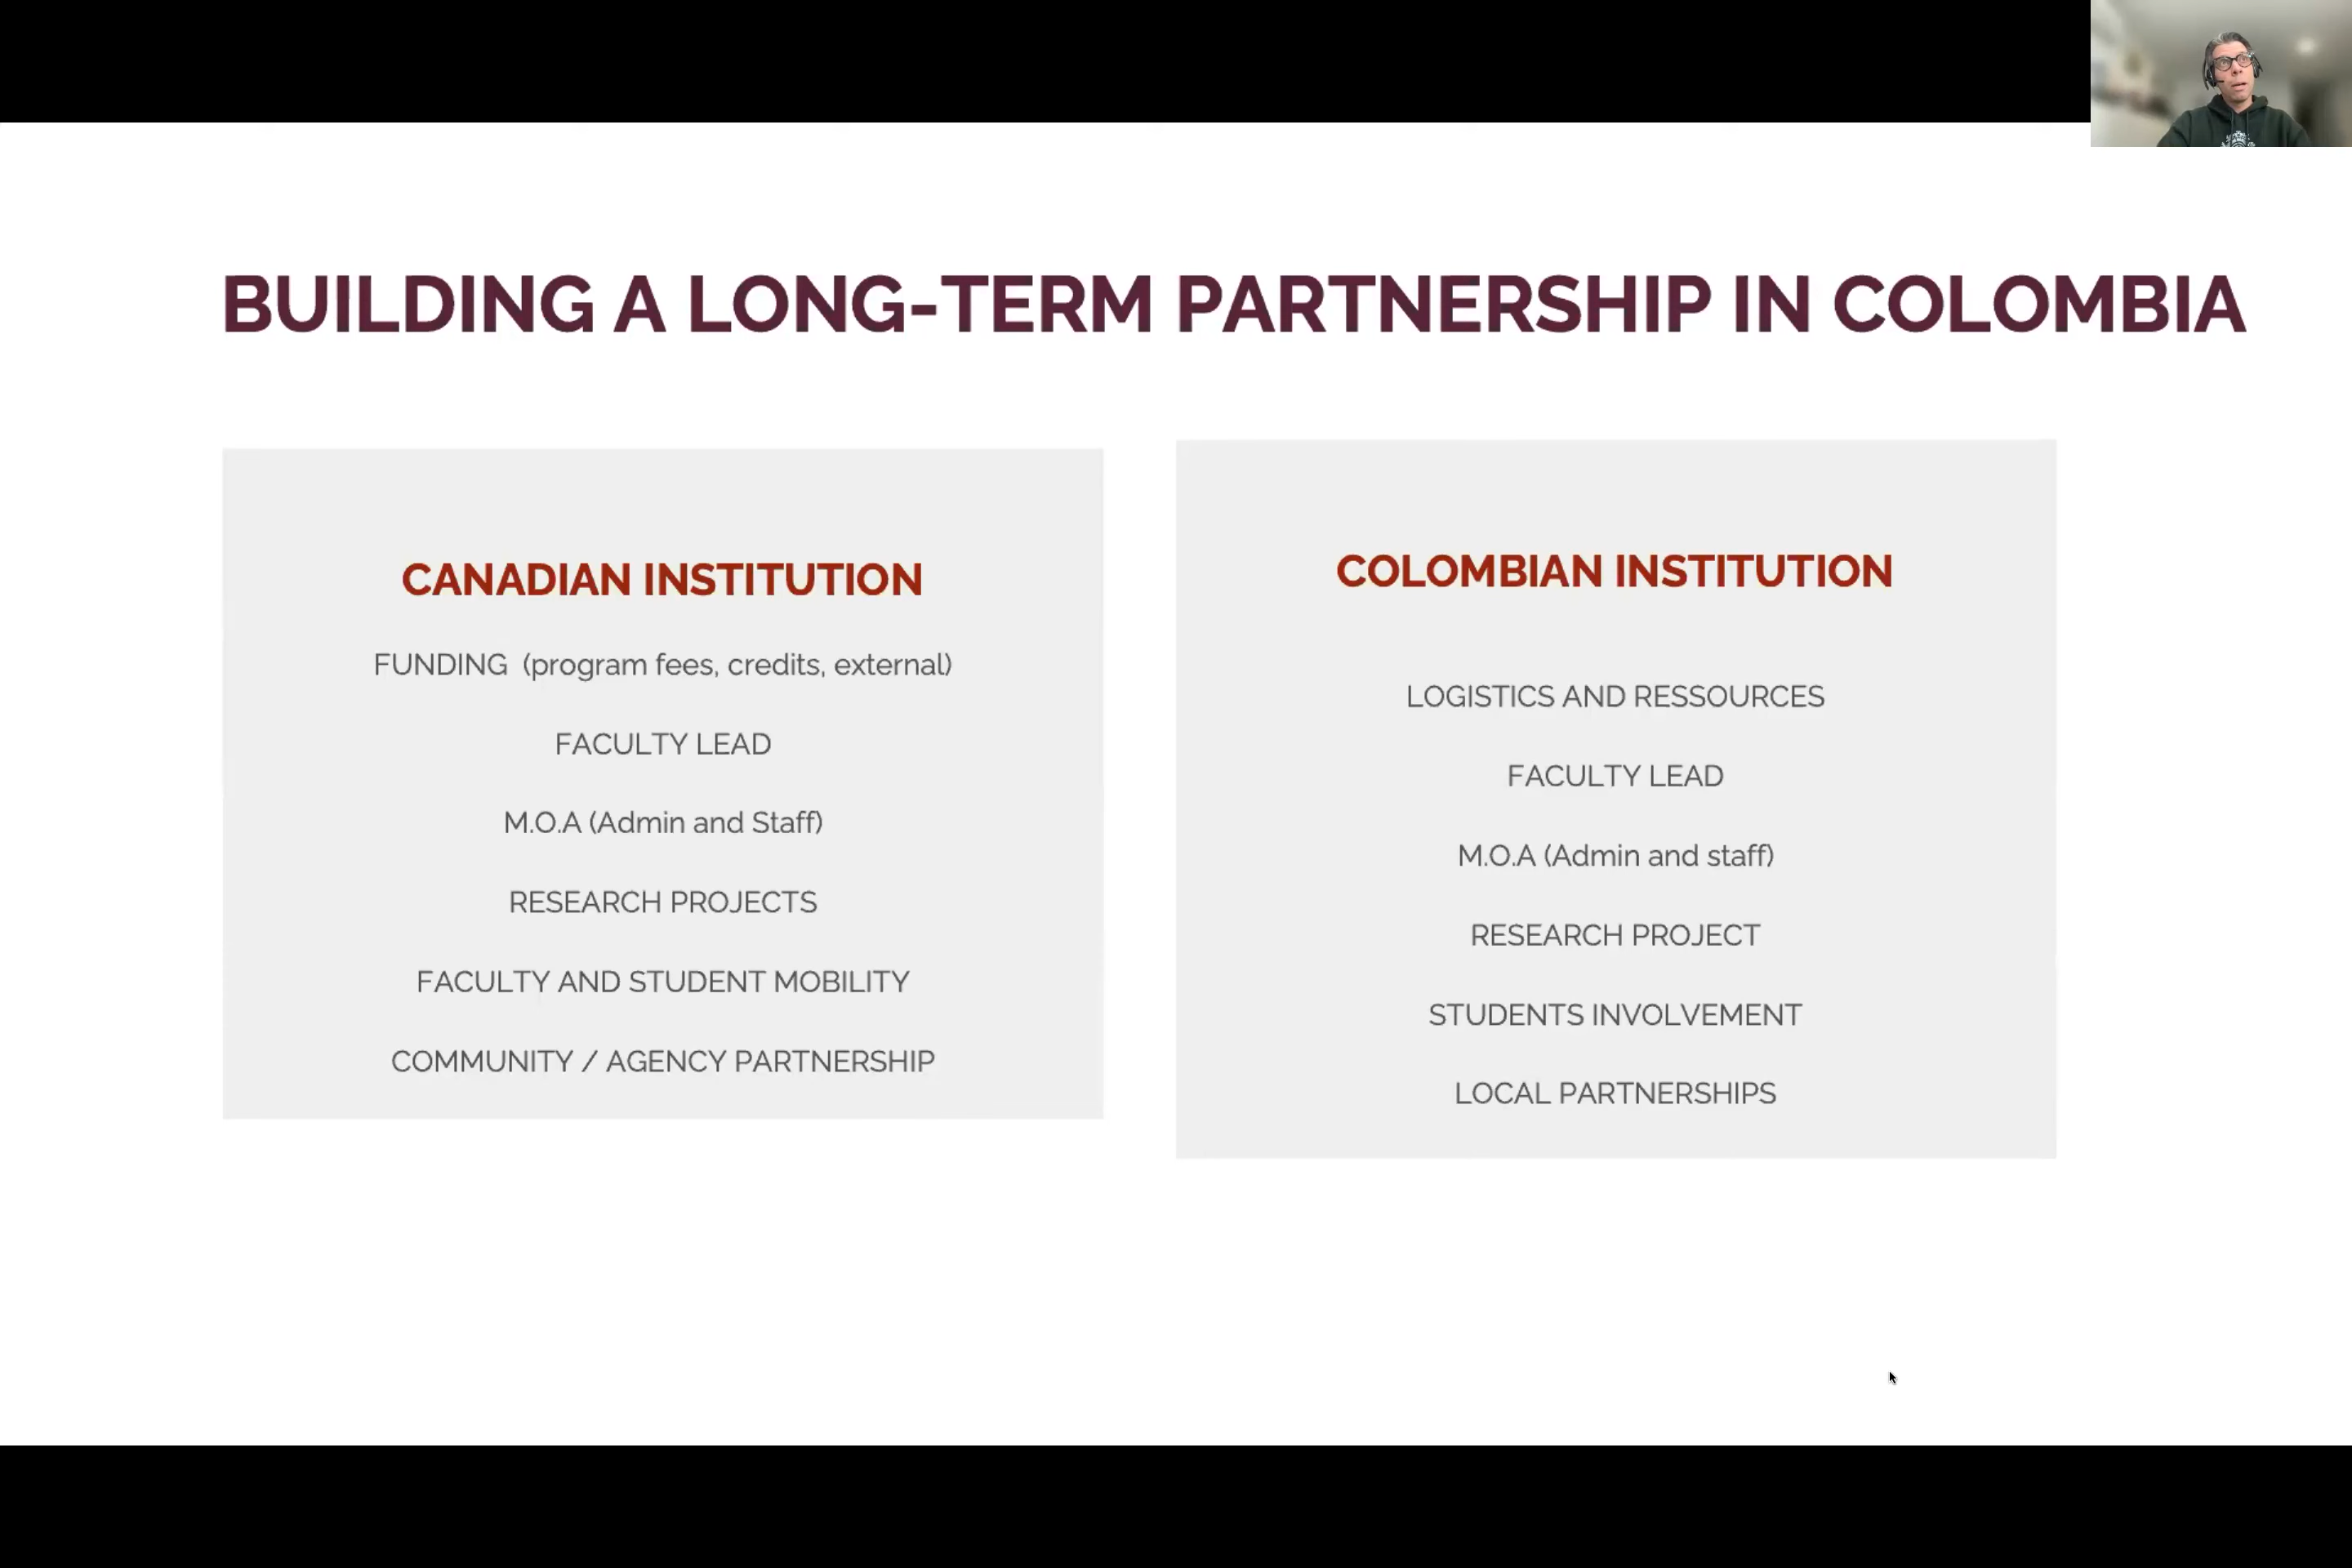 BUILDING A LONG-TERM PARTNERSHIP IN COLOMBIA
CANADIAN INSTITUTION
FUNDING (program fees, credits, external)
FACULTY LEAD
M.O.A (Admin and Staff)
RESEARCH PROJECTS
FACULTY AND STUDENT MOBILITY
COMMUNITY / AGENCY PARTNERSHIP
COLOMBIAN INSTITUTION
LOGISTICS AND RESSOURCES
FACULTY LEAD
M.O.A (Admin and staff)
RESEARCH PROJECT
STUDENTS INVOLVEMENT
LOCAL PARTNERSHIPS